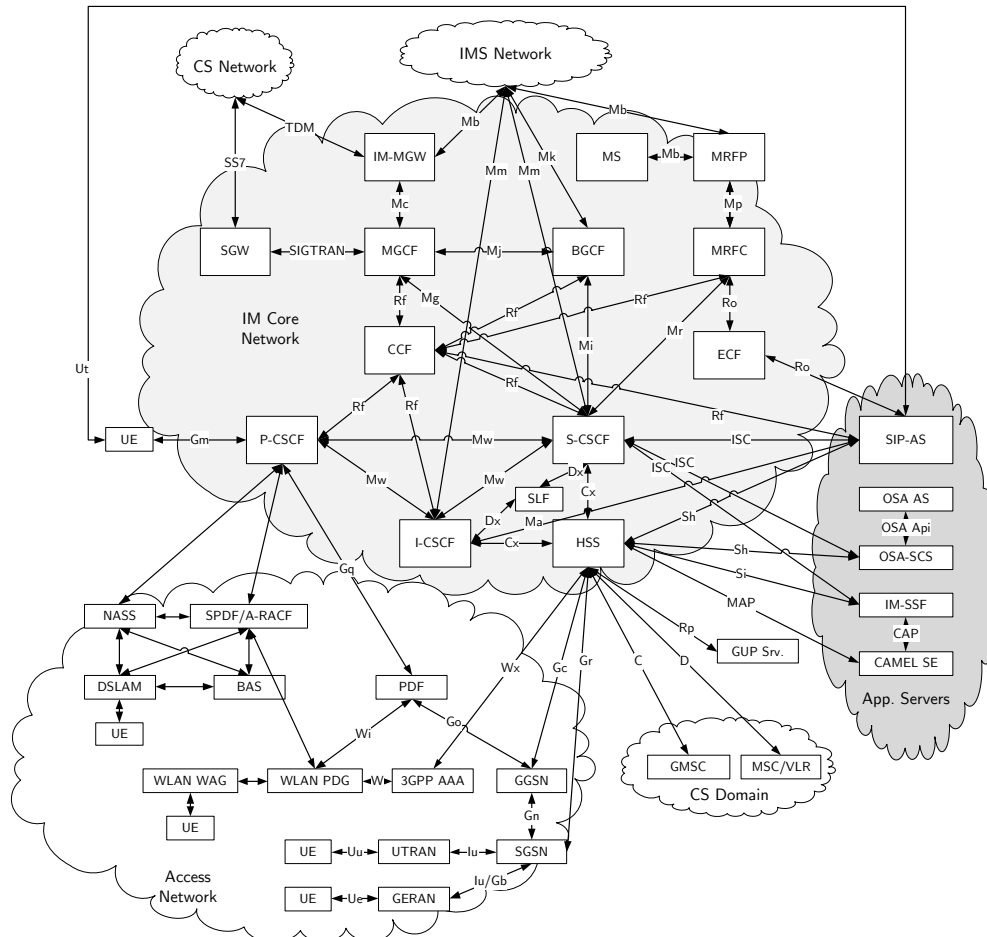 IMS Network
CS Network
Mb
TDM
Mb
IM-MGW
MS
Mb
MRFP
Mk
SS7
Mm
Mm
Mc
Mp
SGW
SIGTRAN
MGCF
Mj
BGCF
MRFC
Rf
Mg
Rf
Rf
Ro
IM Core
Network
CCF
Mi
Mr
ECF
Ut
Rf
Ro
Rf
Rf
Rf
UE
Gm
P-CSCF
Mw
S-CSCF
ISC
SIP-AS
Mw
Mw
Dx
ISC
ISC
SLF
Cx
OSA AS
Dx
Ma
Sh
OSA Api
I-CSCF
Cx
HSS
Sh
OSA-SCS
Gq
Si
NASS
SPDF/A-RACF
MAP
IM-SSF
Rp
CAP
GUP Srv.
CAMEL SE
Wx
Gc
Gr
C
D
DSLAM
BAS
PDF
App. Servers
Go
UE
Wi
WLAN WAG
WLAN PDG
W
3GPP AAA
GGSN
GMSC
MSC/VLR
CS Domain
Gn
UE
UE
Uu
UTRAN
Iu
SGSN
Access
Network
Iu/Gb
UE
Ue
GERAN